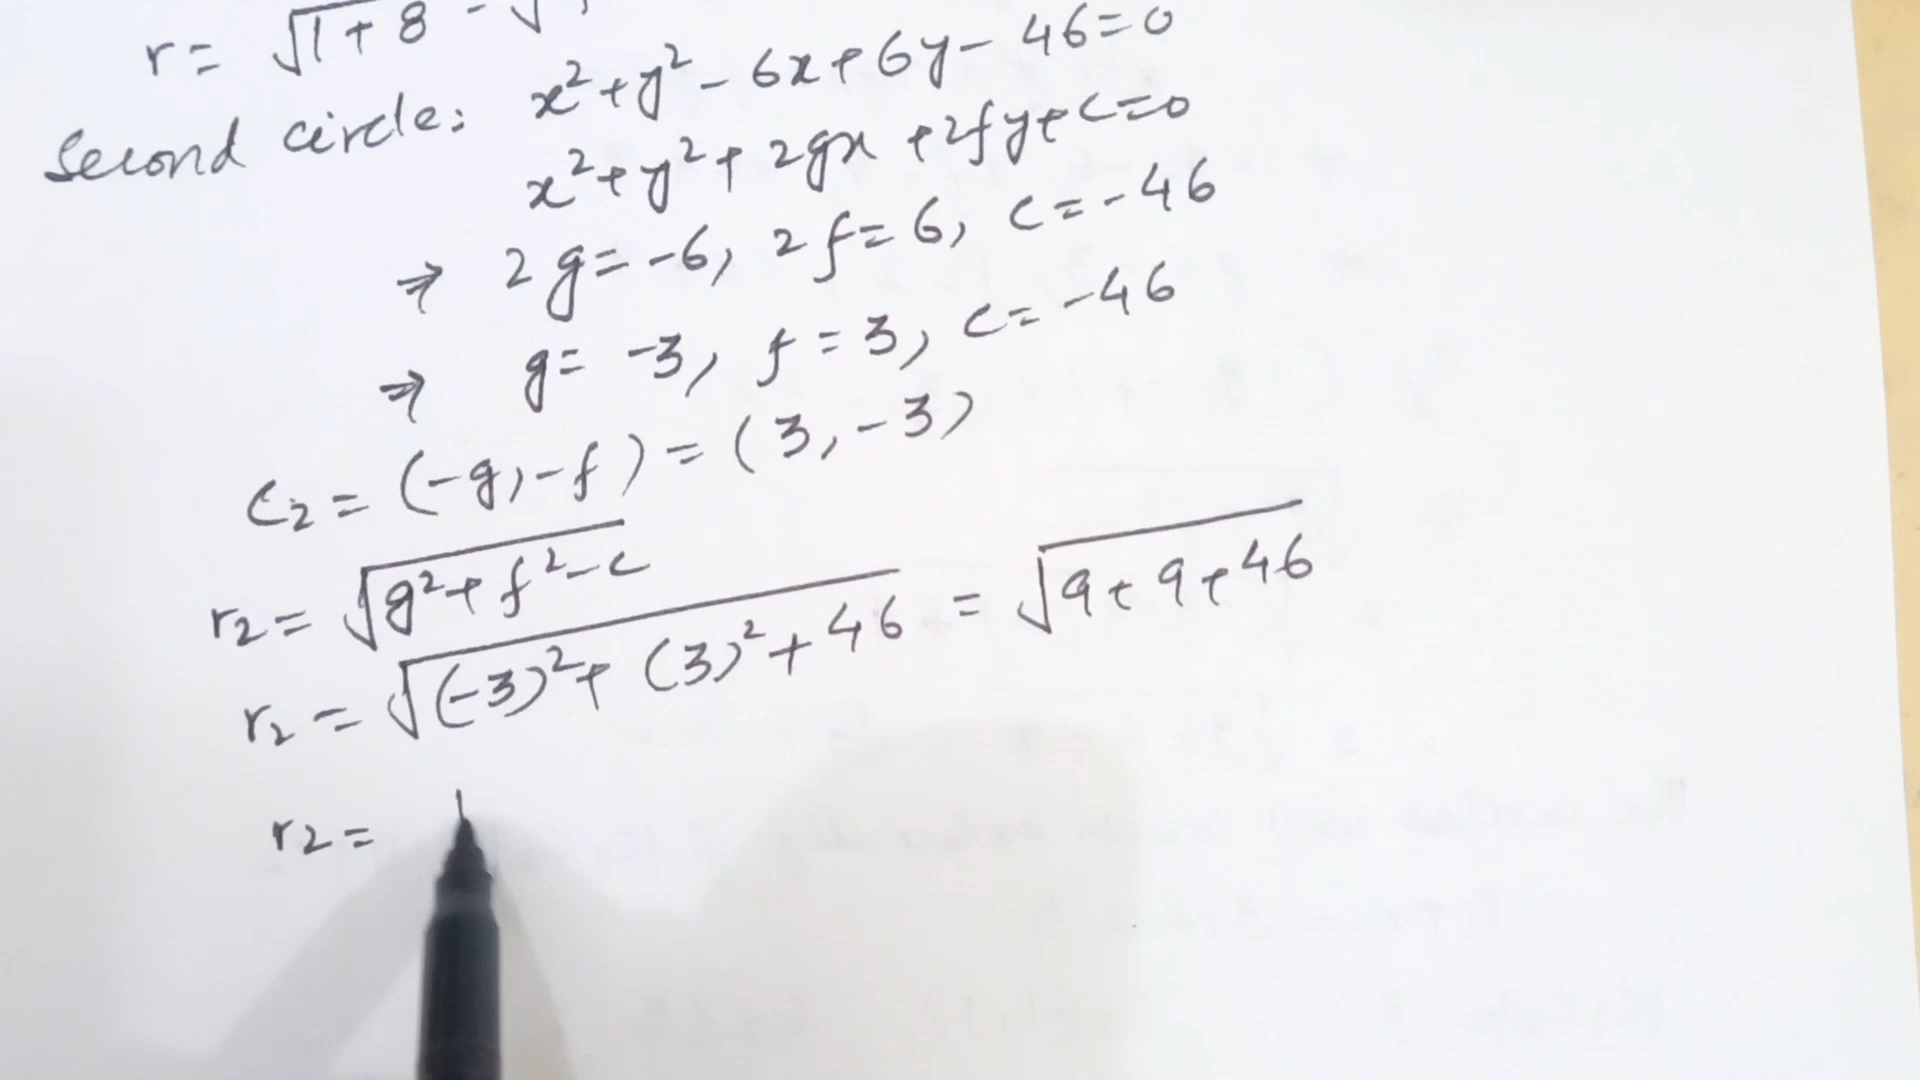 r = √1+8 = √
Second circle: x²+y²-6x+6y-46=0
x²+y²+2gx+2fy+c=0
⇒ 2g=-6, 2f=6, c=-46
⇒ g=-3, f=3, c=-46
C₂ = (-g,-f) = (3,-3)
r₂ = √g²+f²-c
r₂ = √(-3)²+(3)²+46 = √9+9+46
r₂ =